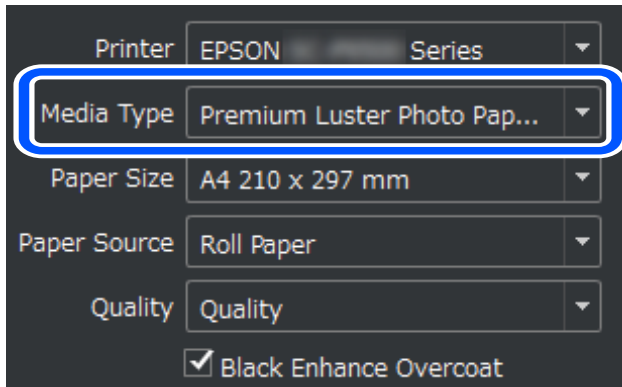 Printer EPSON Series
Media Type Premium Luster Photo Pap...
Paper Size A4 210 x 297 mm
Paper Source Roll Paper
Quality Quality
Black Enhance Overcoat